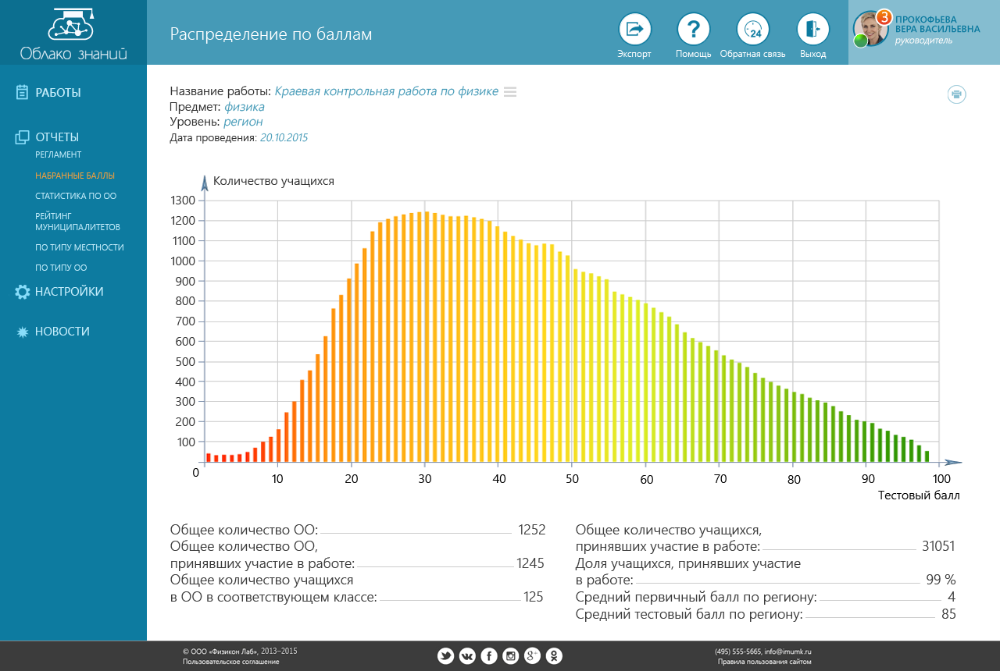 Облако знаний
Распределение по баллам
Экспорт
Помощь
24
Обратная связь
Выход
3
ПРОКОФЬЕВА
ВЕРА ВАСИЛЬЕВНА
руководитель
РАБОТЫ
ОТЧЕТЫ
РЕГЛАМЕНТ
НАБРАННЫЕ БАЛЛЫ
СТАТИСТИКА ПО ОО
РЕЙТИНГ
МУНИЦИПАЛИТЕТОВ
ПО ТИПУ МЕСТНОСТИ
ПО ТИПУ ОО
НАСТРОЙКИ
НОВОСТИ
Название работы: Краевая контрольная работа по физике
Предмет: физика
Уровень: регион
Дата проведения: 20.10.2015
Количество учащихся
1300
1200
1100
1000
900
800
700
600
500
400
300
200
100
0 10 20 30 40 50 60 70 80 90 100
Тестовый балл
Общее количество ОО: 1252
Общее количество ОО,
принявших участие в работе: 1245
Общее количество учащихся
в ОО в соответствующем классе: 125
Общее количество учащихся,
принявших участие в работе: 31051
Доля учащихся, принявших участие
в работе: 99 %
Средний первичный балл по региону: 4
Средний тестовый балл по региону: 85
© ООО «Физикон Лаб», 2013–2015
Пользовательское соглашение
(495) 555-5665, info@imumk.ru
Правила пользования сайтом